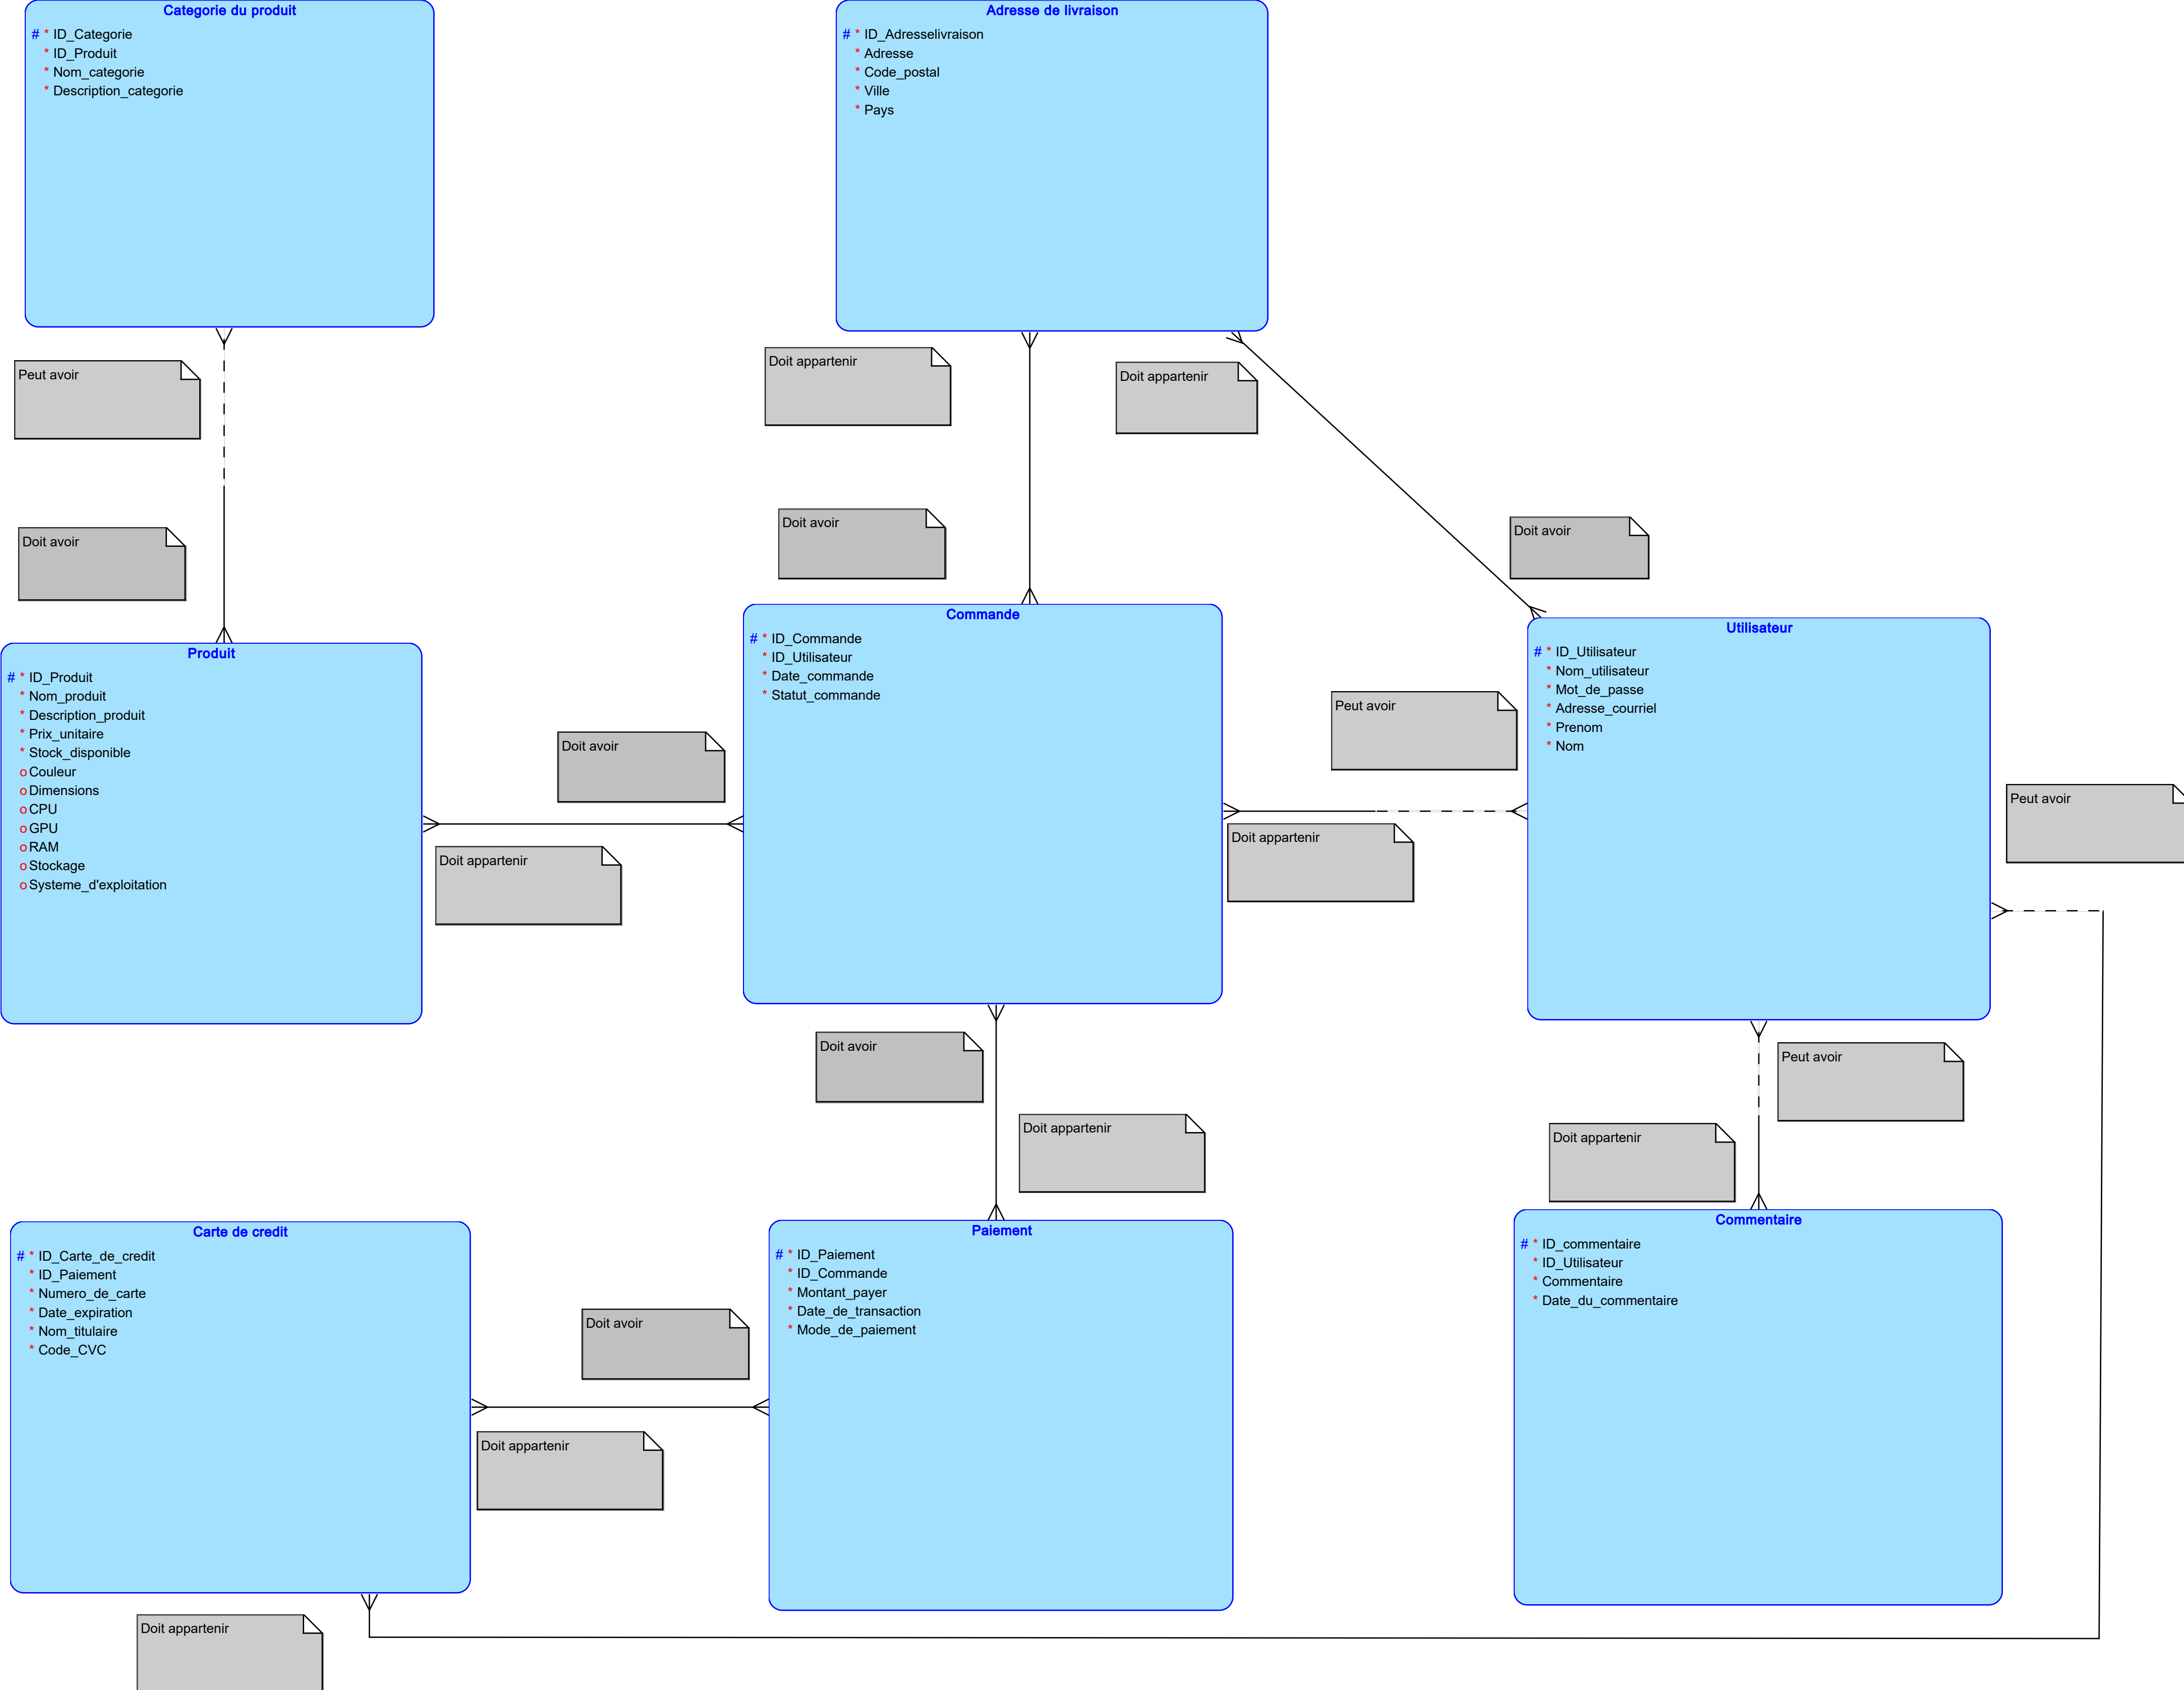 Categorie du produit
# * ID_Categorie
* ID_Produit
* Nom_categorie
* Description_categorie
Adresse de livraison
# * ID_Adresselivraison
* Adresse
* Code_postal
* Ville
* Pays
Peut avoir
Doit appartenir
Doit appartenir
Doit avoir
Doit avoir
Doit avoir
Produit
# * ID_Produit
* Nom_produit
* Description_produit
* Prix_unitaire
* Stock_disponible
o Couleur
o Dimensions
o CPU
o GPU
o RAM
o Stockage
o Systeme_d'exploitation
Doit avoir
Doit appartenir
Commande
# * ID_Commande
* ID_Utilisateur
* Date_commande
* Statut_commande
Peut avoir
Doit appartenir
Utilisateur
# * ID_Utilisateur
* Nom_utilisateur
* Mot_de_passe
* Adresse_courriel
* Prenom
* Nom
Peut avoir
Doit avoir
Doit appartenir
Peut avoir
Doit appartenir
Carte de credit
# * ID_Carte_de_credit
* ID_Paiement
* Numero_de_carte
* Date_expiration
* Nom_titulaire
* Code_CVC
Doit avoir
Doit appartenir
Paiement
# * ID_Paiement
* ID_Commande
* Montant_payer
* Date_de_transaction
* Mode_de_paiement
Commentaire
# * ID_commentaire
* ID_Utilisateur
* Commentaire
* Date_du_commentaire
Doit appartenir